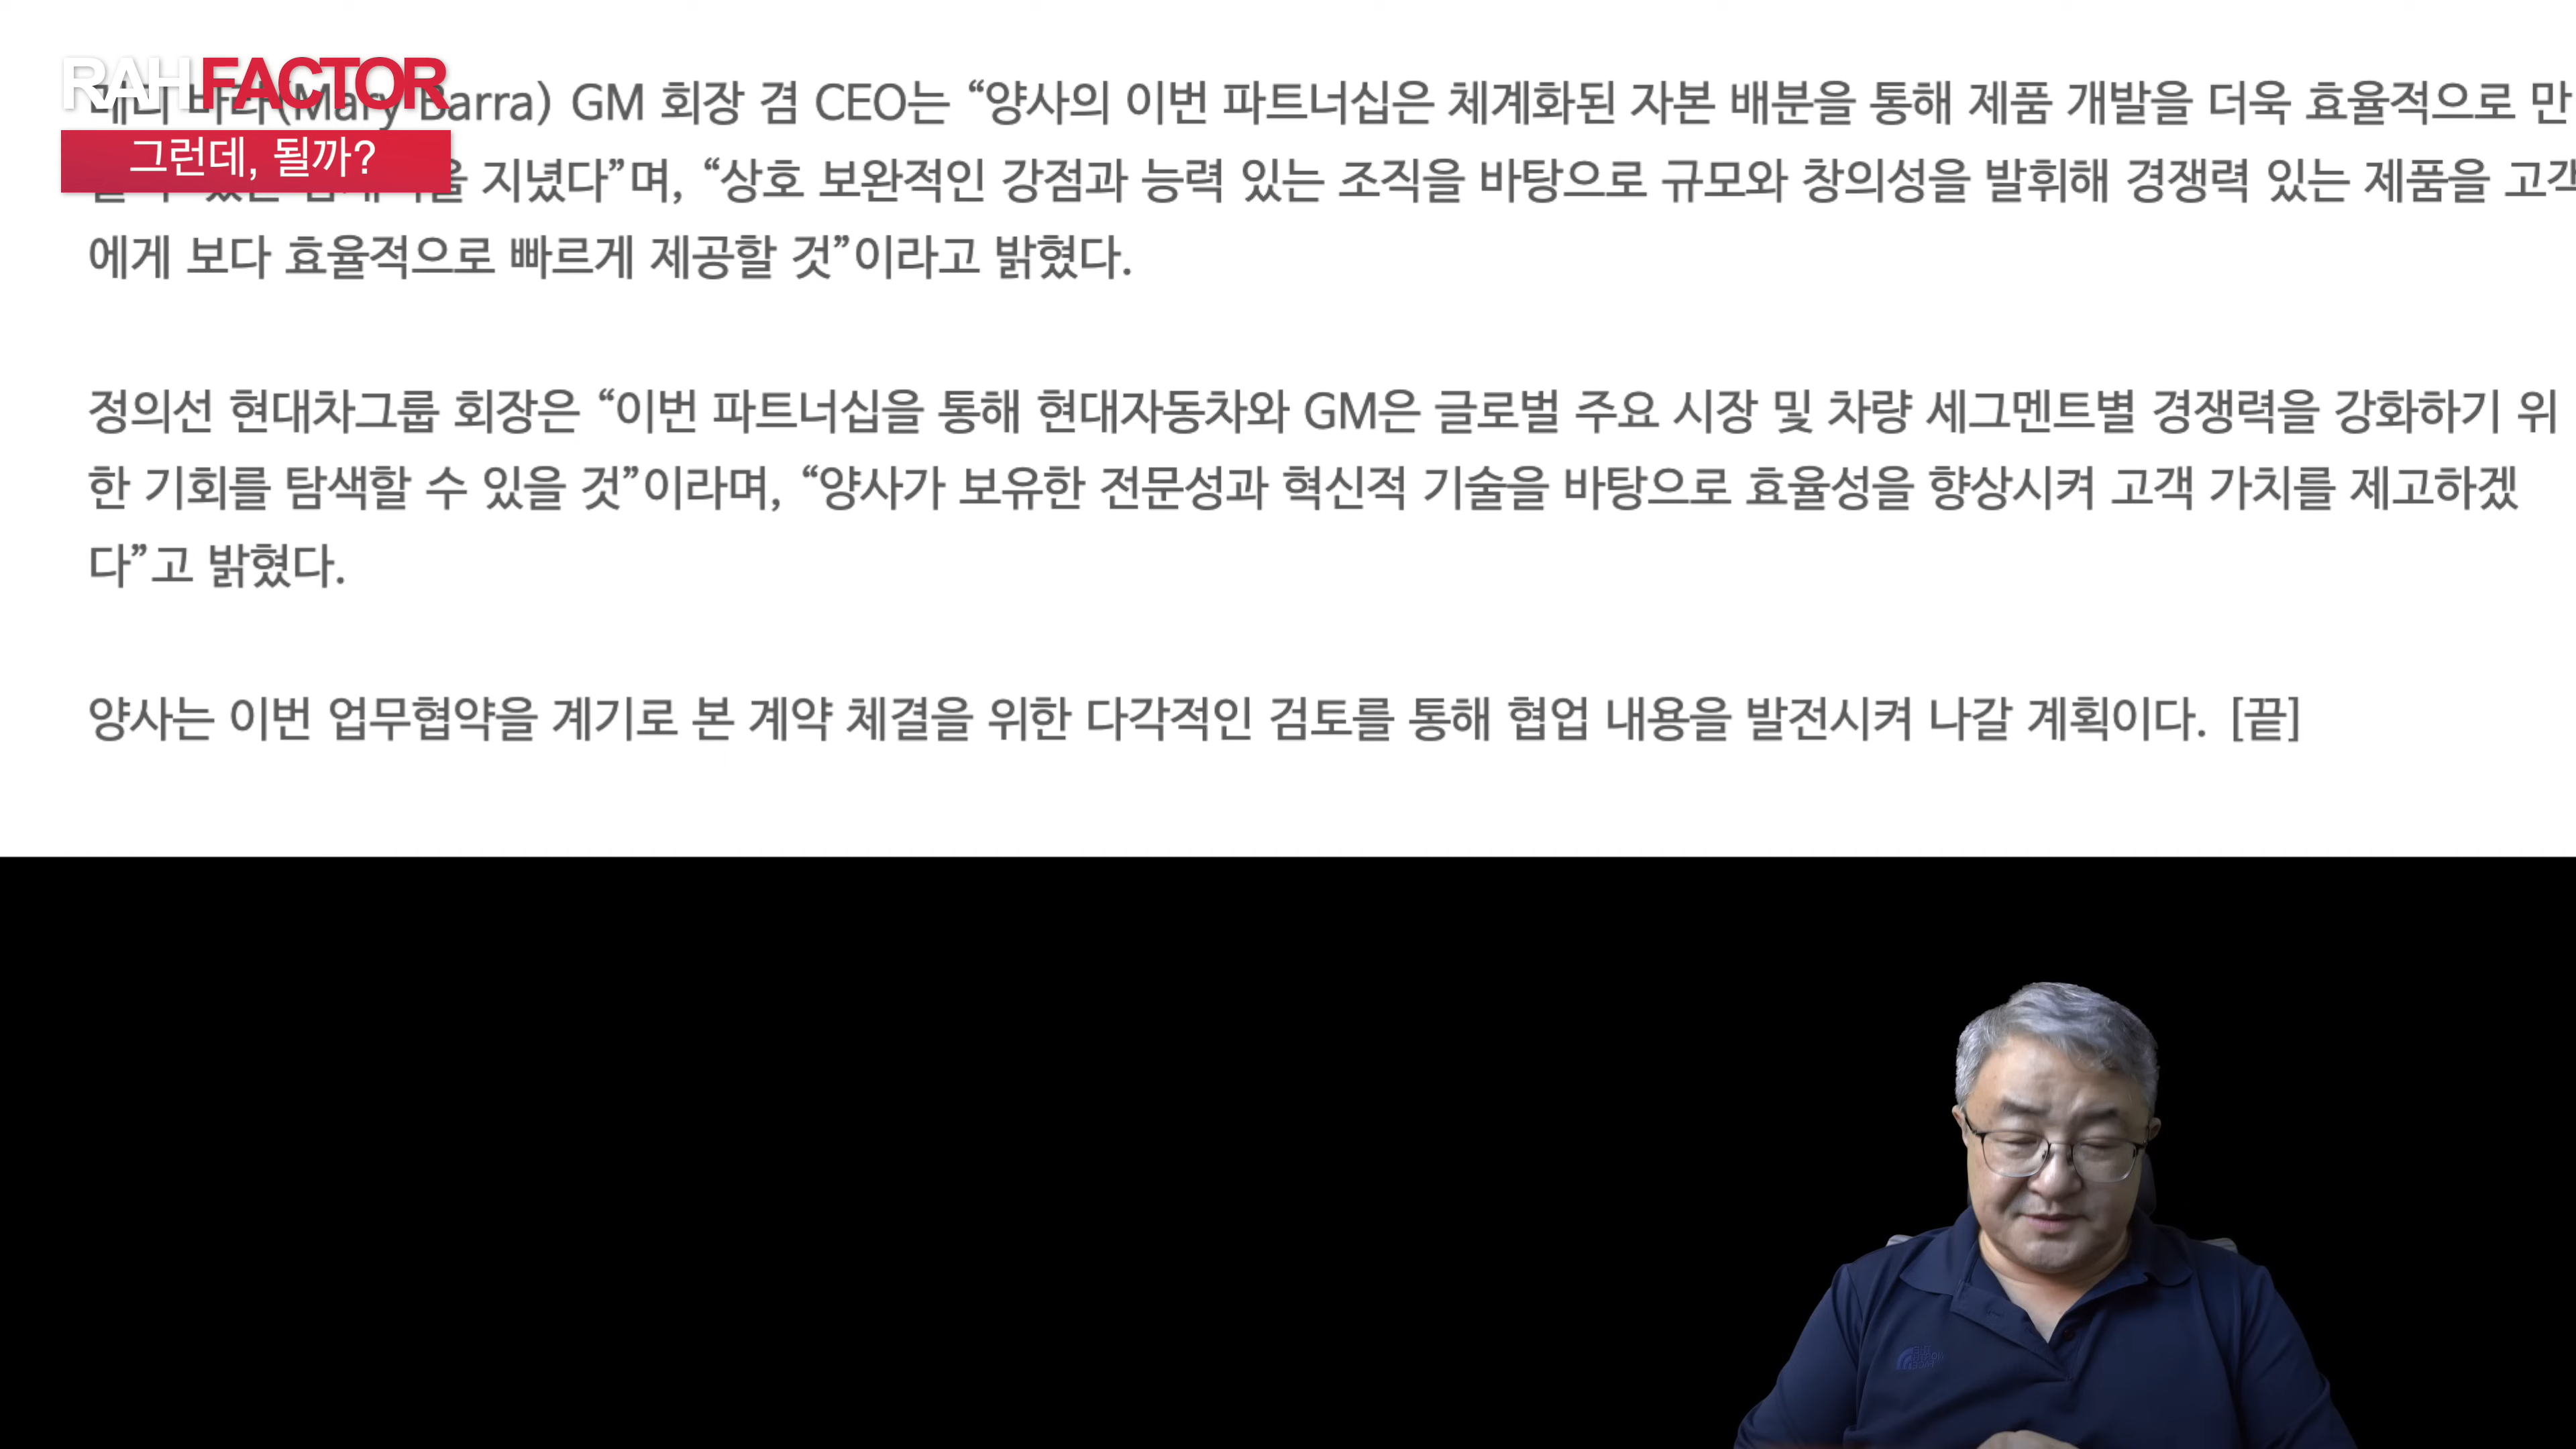 RAH FACTOR
그런데, 될까?
(Mary Barra) GM 회장 겸 CEO는 “양사의 이번 파트너십은 체계화된 자본 배분을 통해 제품 개발을 더욱 효율적으로 만
지녔다”며, “상호 보완적인 강점과 능력 있는 조직을 바탕으로 규모와 창의성을 발휘해 경쟁력 있는 제품을 고객
에게 보다 효율적으로 빠르게 제공할 것”이라고 밝혔다.
정의선 현대차그룹 회장은 “이번 파트너십을 통해 현대자동차와 GM은 글로벌 주요 시장 및 차량 세그멘트별 경쟁력을 강화하기 위
한 기회를 탐색할 수 있을 것”이라며, “양사가 보유한 전문성과 혁신적 기술을 바탕으로 효율성을 향상시켜 고객 가치를 제고하겠
다”고 밝혔다.
양사는 이번 업무협약을 계기로 본 계약 체결을 위한 다각적인 검토를 통해 협업 내용을 발전시켜 나갈 계획이다. [끝]